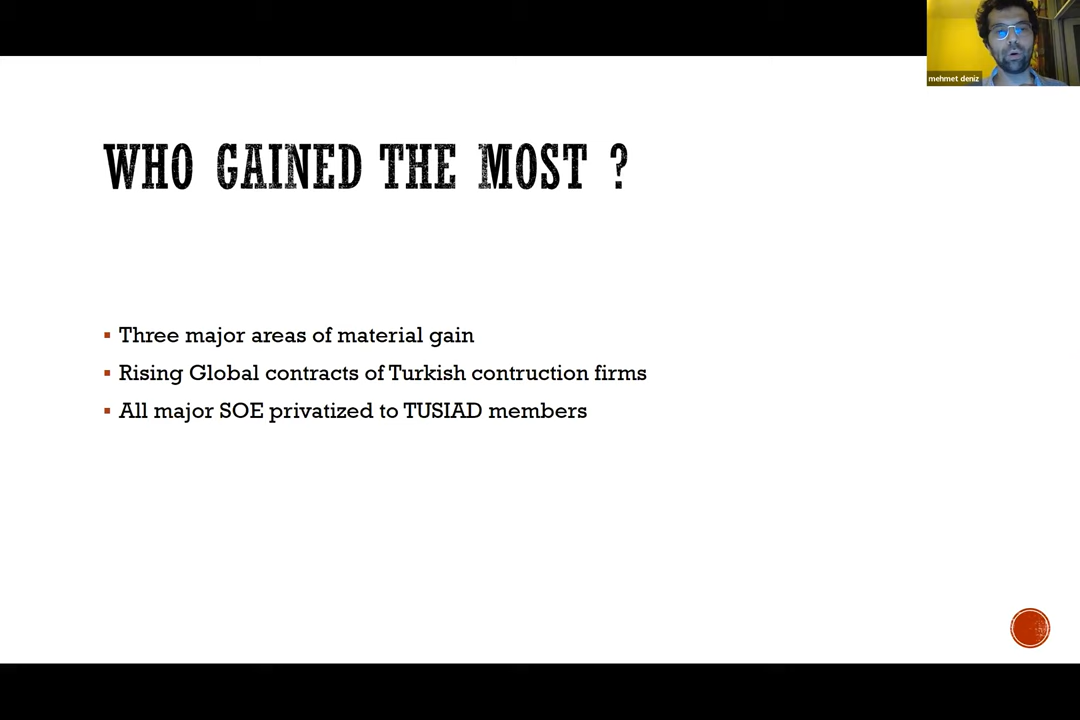 mehmet deniz
WHO GAINED THE MOST ?
Three major areas of material gain
Rising Global contracts of Turkish contruction firms
All major SOE privatized to TUSIAD members